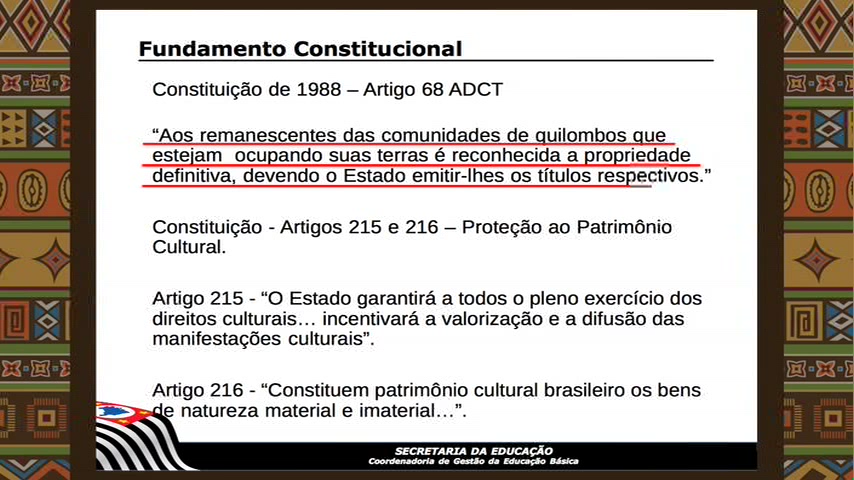 Fundamento Constitucional
Constituição de 1988 – Artigo 68 ADCT
“Aos remanescentes das comunidades de quilombos que
estejam ocupando suas terras é reconhecida a propriedade
definitiva, devendo o Estado emitir-lhes os títulos respectivos.”
Constituição - Artigos 215 e 216 – Proteção ao Patrimônio
Cultural.
Artigo 215 - “O Estado garantirá a todos o pleno exercício dos
direitos culturais… incentivará a valorização e a difusão das
manifestações culturais”.
Artigo 216 - “Constituem patrimônio cultural brasileiro os bens
de natureza material e imaterial…”.
SECRETARIA DA EDUCAÇÃO
Coordenadoria de Gestão da Educação Básica